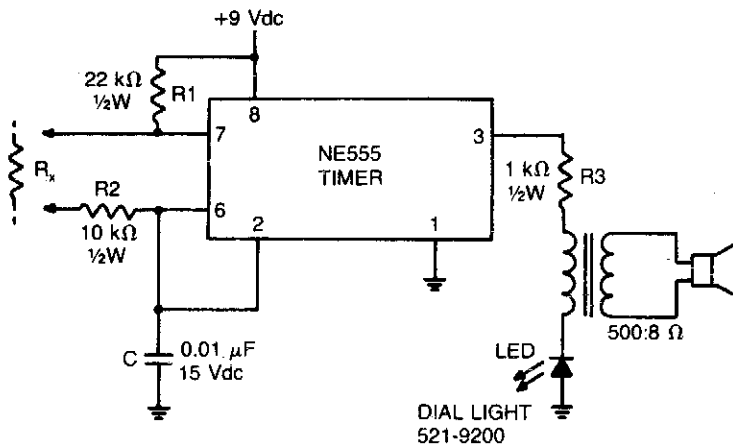 +9 Vdc
22 kΩ
½W
R1
8
7
Rx
R2
10 kΩ
½W
6
2
NE555
TIMER
3
1
1 kΩ
½W
R3
500:8 Ω
C
0.01 µF
15 Vdc
LED
DIAL LIGHT
521-9200